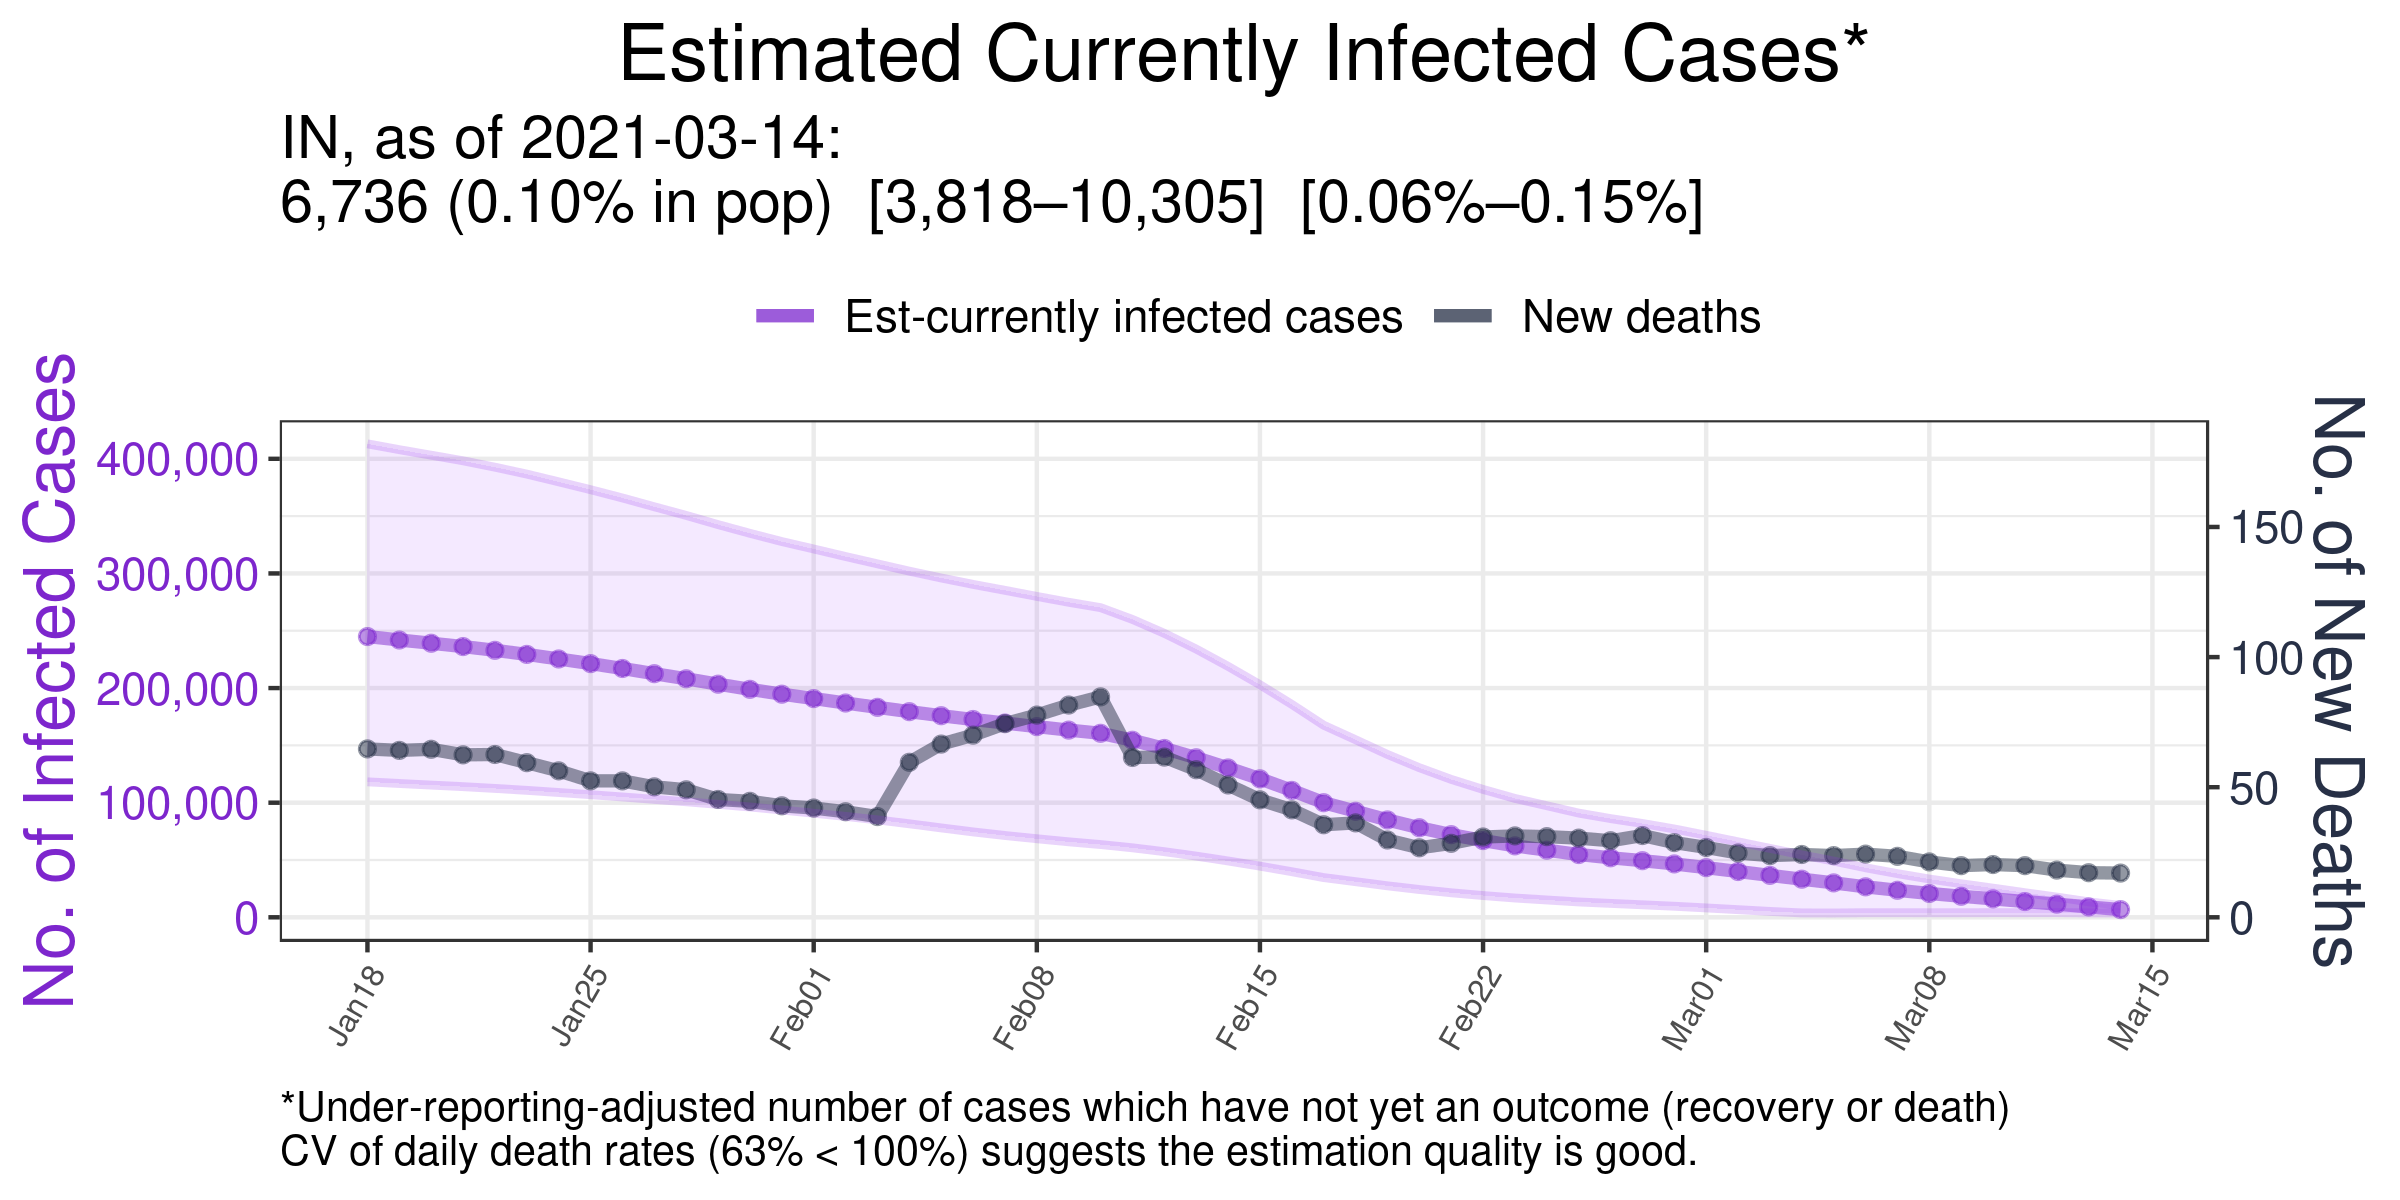 Estimated Currently Infected Cases*
IN, as of 2021-03-14:
6,736 (0.10% in pop)  [3,818–10,305]  [0.06%–0.15%]
Est-currently infected cases
New deaths
No. of Infected Cases
400,000
300,000
200,000
100,000
0
No. of New Deaths
150
100
50
0
Jan18
Jan25
Feb01
Feb08
Feb15
Feb22
Mar01
Mar08
Mar15
*Under-reporting-adjusted number of cases which have not yet an outcome (recovery or death)
CV of daily death rates (63% < 100%) suggests the estimation quality is good.